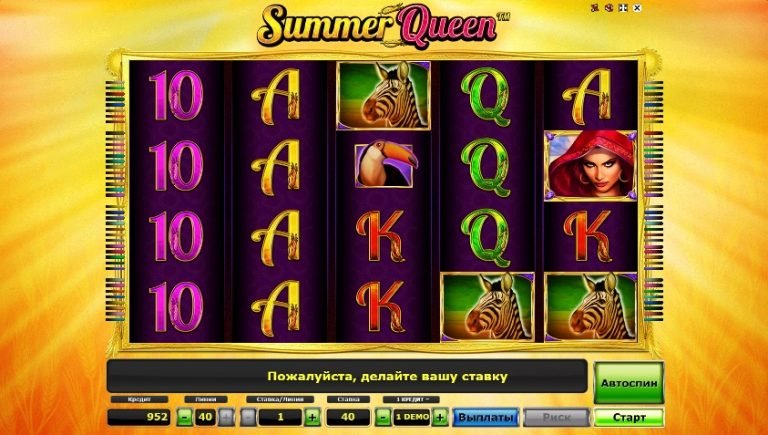 Summer Queen™
10 A Q A
10 A Q
10 A K Q K
10 A K
Пожалуйста, делайте вашу ставку
Автоспин
Кредит Линии Ставка/Линия Ставка 1 КРЕДИТ =
952 - 40 + - 1 + 40 - 1 DEMO + Выплаты Риск Старт